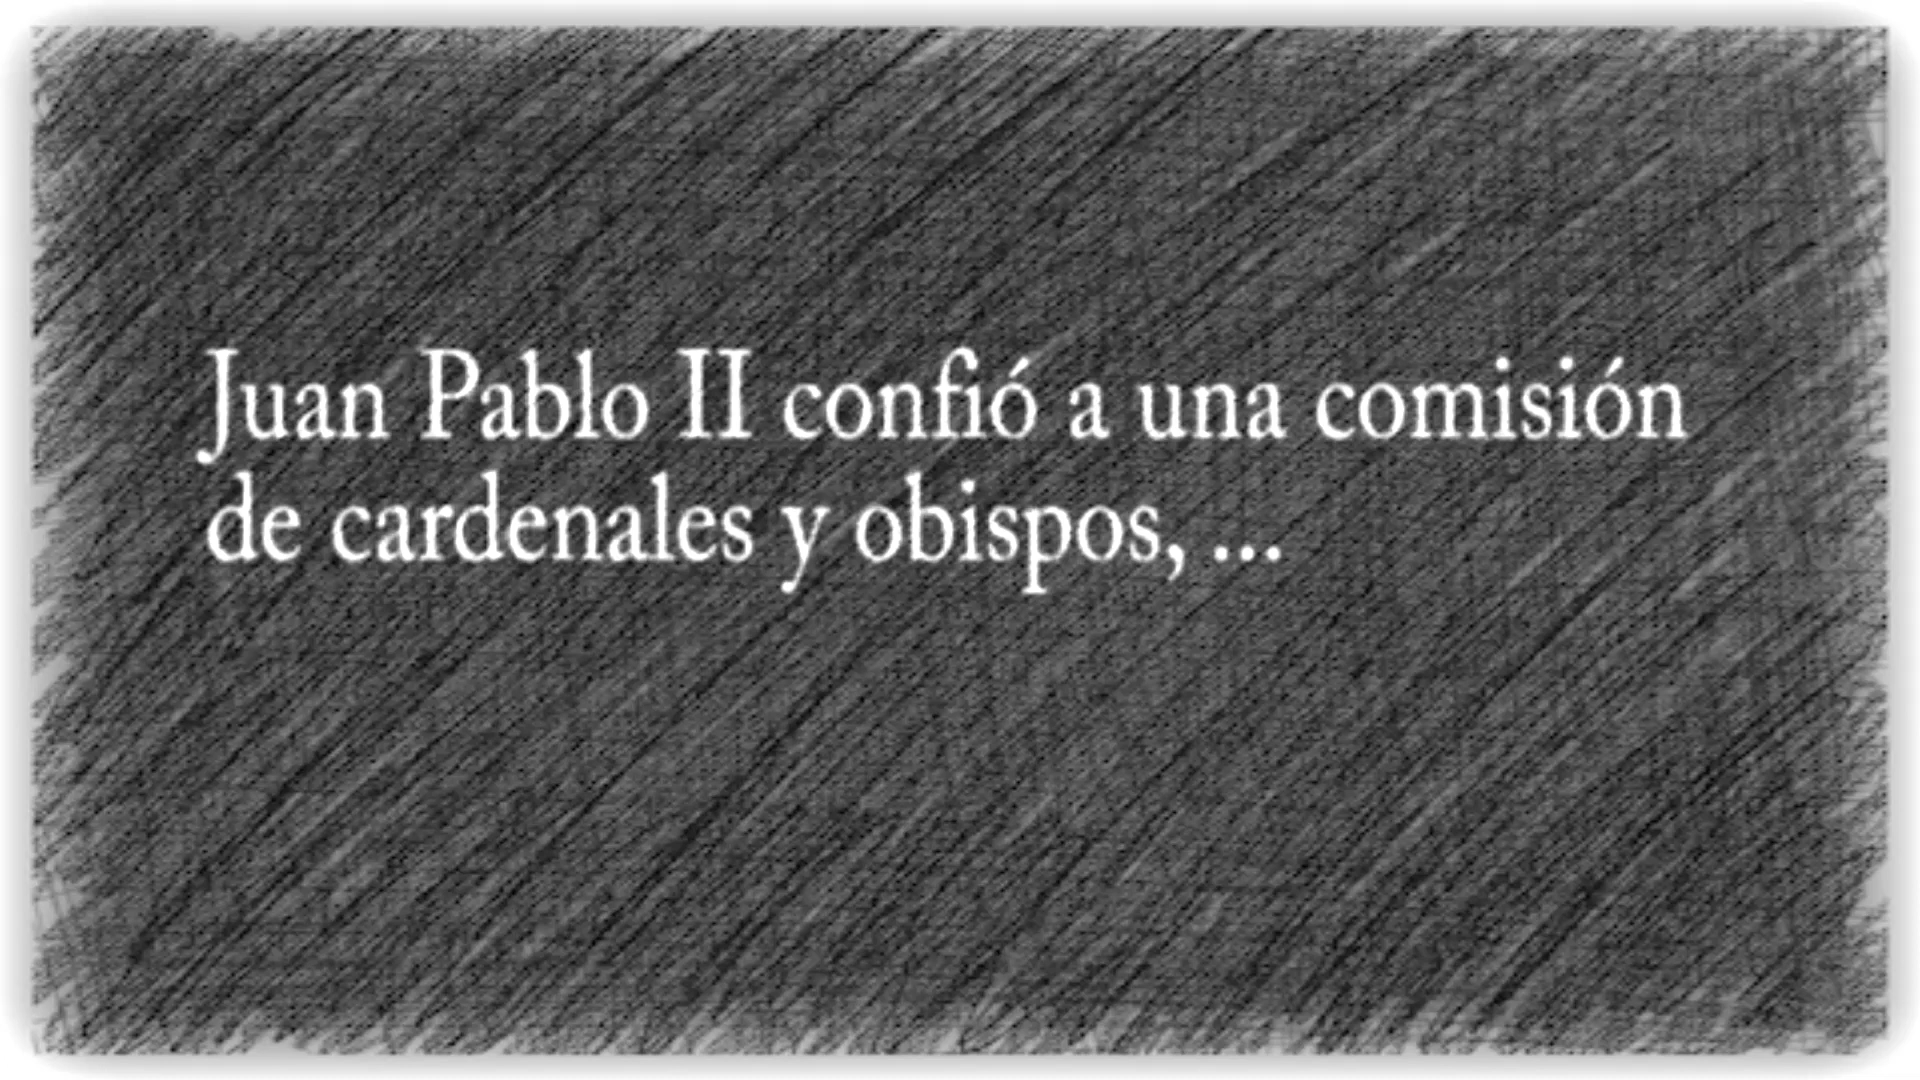 Juan Pablo II confió a una comisión
de cardenales y obispos, ...